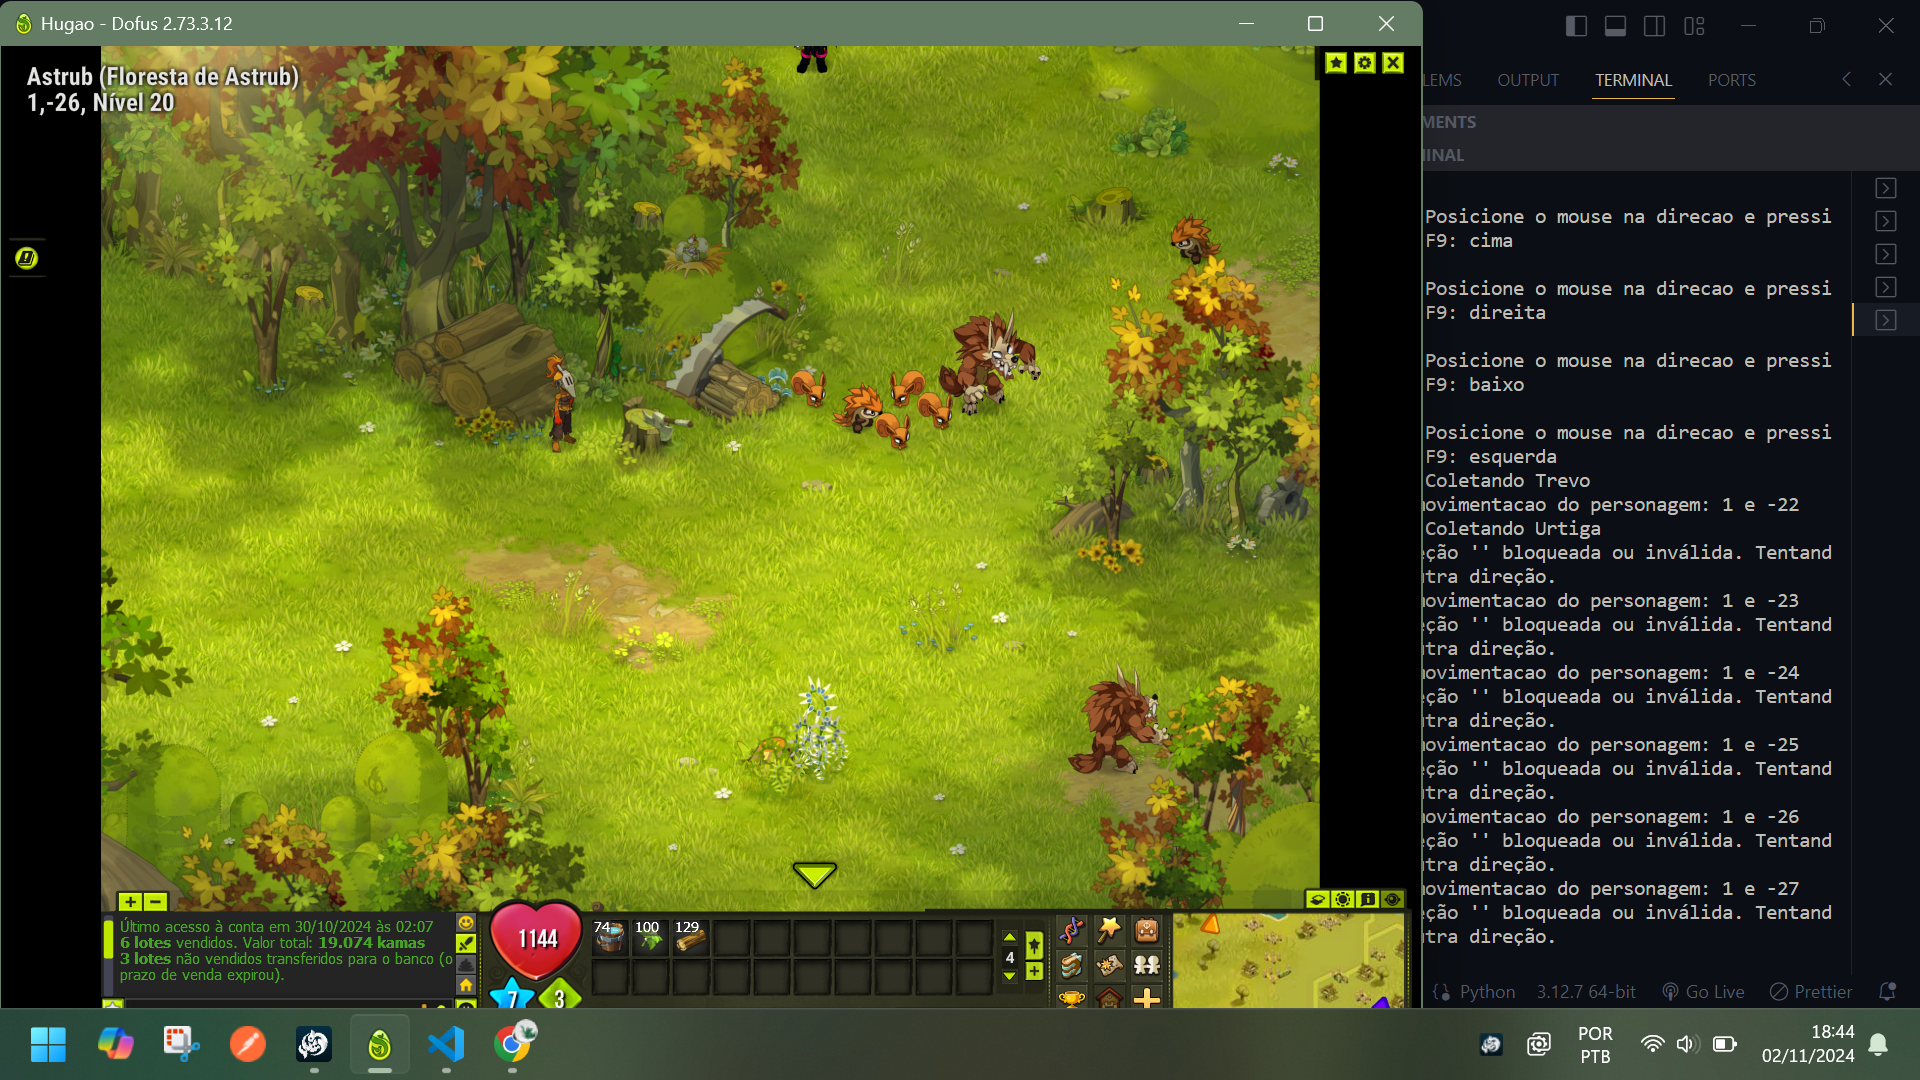 Hugao - Dofus 2.73.3.12
Astrub (Floresta de Astrub)
1,-26, Nível 20
LEMS OUTPUT TERMINAL PORTS
MENTS
INAL
Posicione o mouse na direcao e pressi
F9: cima
Posicione o mouse na direcao e pressi
F9: direita
Posicione o mouse na direcao e pressi
F9: baixo
Posicione o mouse na direcao e pressi
F9: esquerda
Coletando Trevo
ovimentacao do personagem: 1 e -22
Coletando Urtiga
ção '' bloqueada ou inválida. Tentand
tra direção.
ovimentacao do personagem: 1 e -23
ção '' bloqueada ou inválida. Tentand
tra direção.
ovimentacao do personagem: 1 e -24
ção '' bloqueada ou inválida. Tentand
tra direção.
ovimentacao do personagem: 1 e -25
ção '' bloqueada ou inválida. Tentand
tra direção.
ovimentacao do personagem: 1 e -26
ção '' bloqueada ou inválida. Tentand
tra direção.
ovimentacao do personagem: 1 e -27
ção '' bloqueada ou inválida. Tentand
tra direção.
Último acesso à conta em 30/10/2024 às 02:07
6 lotes vendidos. Valor total: 19.074 kamas
3 lotes não vendidos transferidos para o banco (o
prazo de venda expirou).
1144
7
3
74
100
129
4
Python 3.12.7 64-bit Go Live Prettier
POR
PTB
18:44
02/11/2024